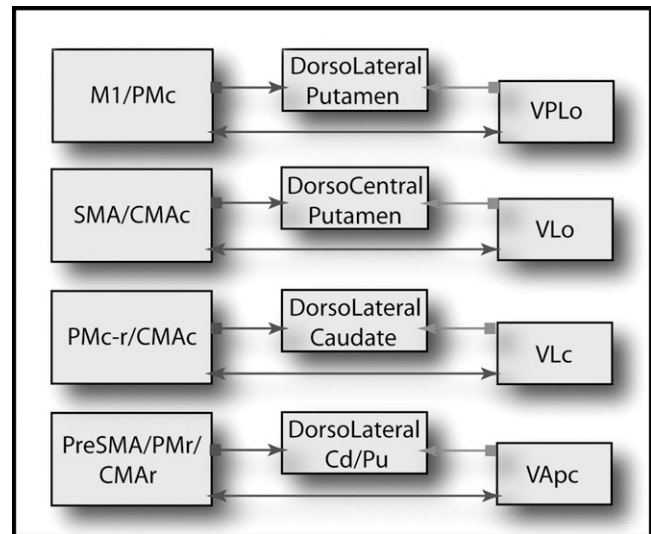 M1/PMc
DorsoLateral
Putamen
VPLo
SMA/CMAc
DorsoCentral
Putamen
VLo
PMc-r/CMAc
DorsoLateral
Caudate
VLc
PreSMA/PMr/
CMAr
DorsoLateral
Cd/Pu
VApc